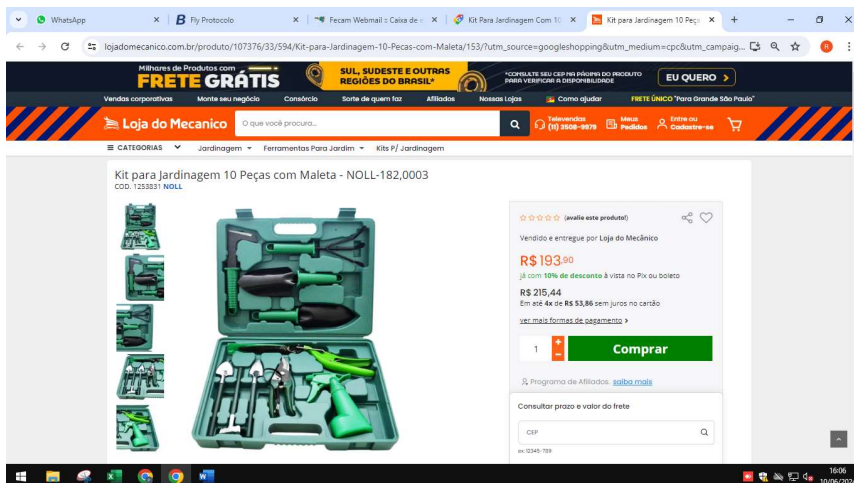 WhatsApp
Fly Protocolo
Fecam Webmail :: Caixa de e
Kit Para Jardinagem Com 10
Kit para Jardinagem 10 Peça
lojadomecanico.com.br/produto/107376/33/594/Kit-para-Jardinagem-10-Pecas-com-Maleta/153/?utm_source=googleshopping&utm_medium=cpc&utm_campaig...
Milhares de Produtos com
FRETE GRÁTIS
SUL, SUDESTE E OUTRAS
REGIÕES DO BRASIL*
*CONSULTE SEU CEP NA PÁGINA DO PRODUTO
PARA VERIFICAR A DISPONIBILIDADE
EU QUERO >
Vendas corporativas Monte seu negócio Consórcio Sorte de quem faz Afiliados Nossas Lojas Como ajudar FRETE ÚNICO "Para Grande São Paulo"
Loja do Mecanico
O que você procura...
Televendas
(11) 3508-9979
Meus
Pedidos
Entre ou
Cadastre-se
CATEGORIAS Jardinagem Ferramentas Para Jardim Kits P/ Jardinagem
Kit para Jardinagem 10 Peças com Maleta - NOLL-182,0003
COD. 1253831 NOLL
(avalie este produto!)
Vendido e entregue por Loja do Mecânico
R$ 193,90
já com 10% de desconto à vista no Pix ou boleto
R$ 215,44
Em até 4x de R$ 53,86 sem juros no cartão
ver mais formas de pagamento >
1 + -
Comprar
Programa de Afiliados. saiba mais
Consultar prazo e valor do frete
CEP
ex: 12345-789
16:06